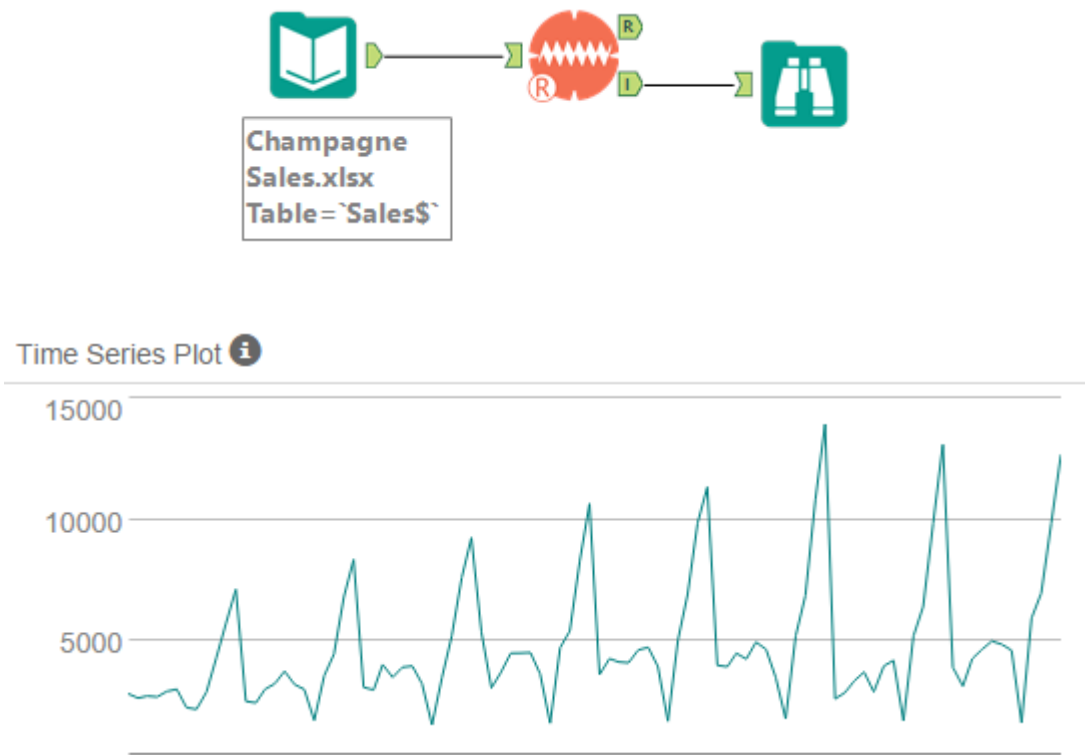 R
R
I
Champagne
Sales.xlsx
Table=`Sales$`
Time Series Plot i
15000
10000
5000